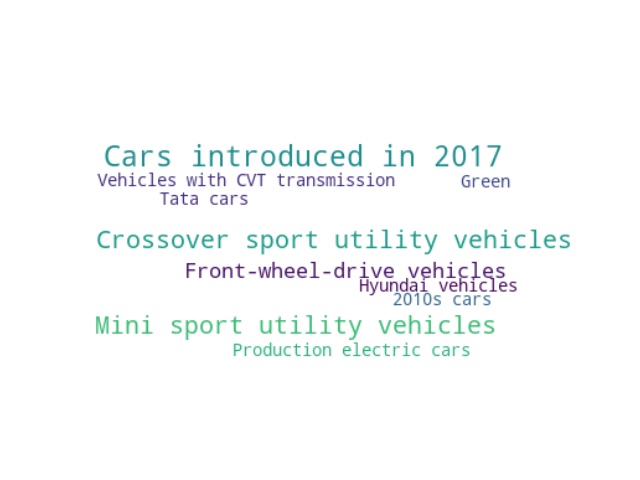 Cars introduced in 2017
Vehicles with CVT transmission
Green
Tata cars
Crossover sport utility vehicles
Front-wheel-drive vehicles
Hyundai vehicles
2010s cars
Mini sport utility vehicles
Production electric cars